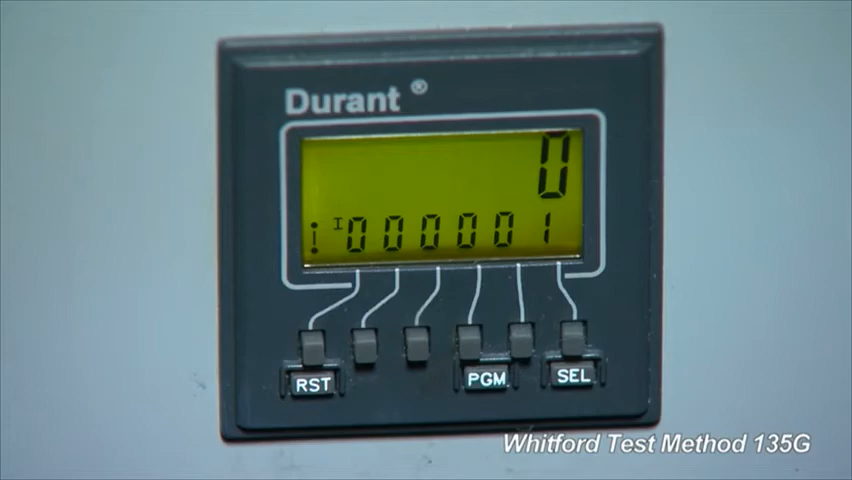 Durant ®
0
I 000001
RST PGM SEL
Whitford Test Method 135G